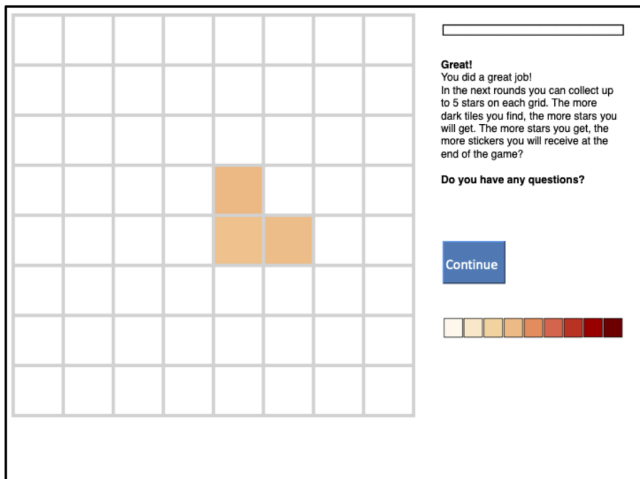 Great!
You did a great job!
In the next rounds you can collect up
to 5 stars on each grid. The more
dark tiles you find, the more stars you
will get. The more stars you get, the
more stickers you will receive at the
end of the game?
Do you have any questions?
Continue